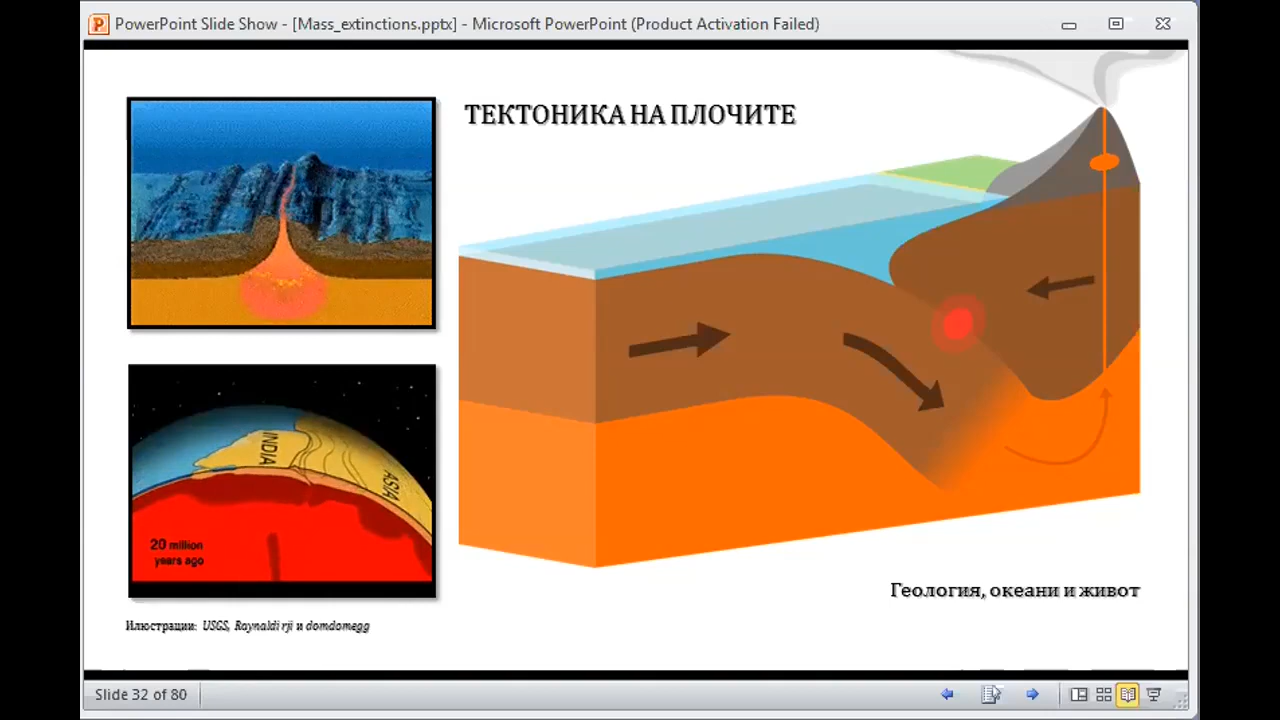 PowerPoint Slide Show - [Mass_extinctions.pptx] - Microsoft PowerPoint (Product Activation Failed)
ТЕКТОНИКА НА ПЛОЧИТЕ
INDIA
ASIA
20 million
years ago
Геология, океани и живот
Илюстрации: USGS, Raynaldi rji и domdomegg
Slide 32 of 80